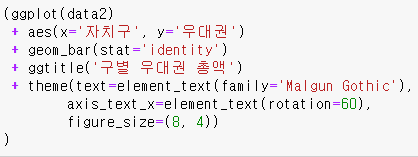 (ggplot(data2)
+ aes(x='자치구', y='우대권')
+ geom_bar(stat='identity')
+ ggtitle('구별 우대권 총액')
+ theme(text=element_text(family='Malgun Gothic'),
axis_text_x=element_text(rotation=60),
figure_size=(8, 4))
)